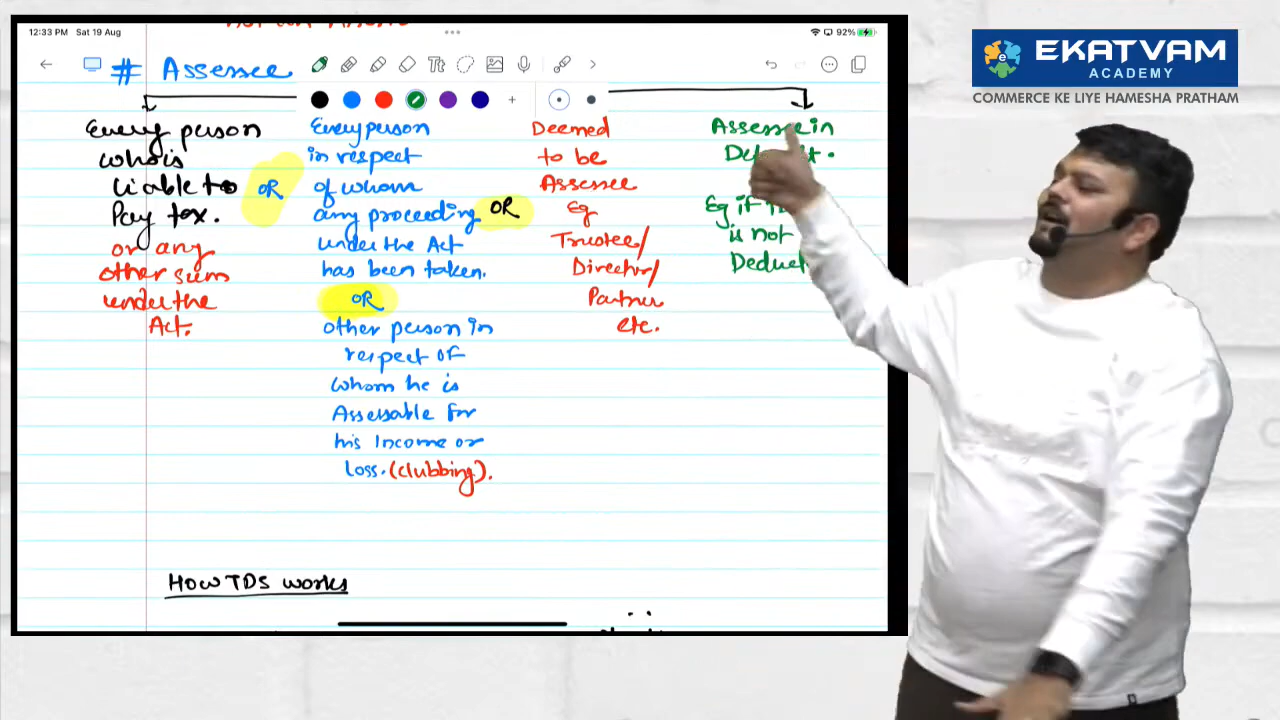 12:33 PM Sat 19 Aug
92%
# Assessee
Every person
who is
liable to
Pay tax.
or any
other sum
under the
Act.
OR
Every person
in respect
of whom
any proceeding
under the Act
has been taken.
OR
other person in
respect of
whom he is
Assessable for
his Income or
loss. (clubbing).
OR
Deemed
to be
Assessee
Eg
Trustee/
Director/
Partner
etc.
Assessee in
Eg if
is not
Deduct
How TDS works
EKATVAM
ACADEMY
COMMERCE KE LIYE HAMESHA PRATHAM